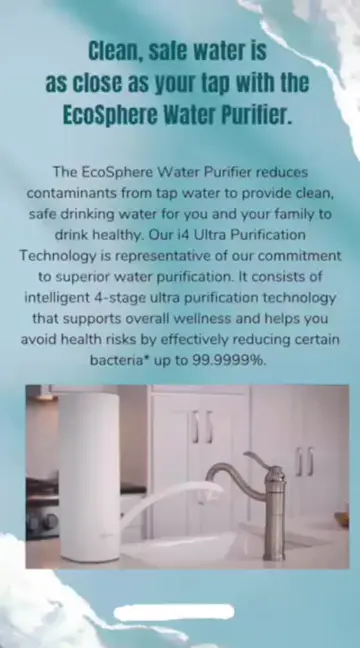 Clean, safe water is
as close as your tap with the
EcoSphere Water Purifier.
The EcoSphere Water Purifier reduces
contaminants from tap water to provide clean,
safe drinking water for you and your family to
drink healthy. Our i4 Ultra Purification
Technology is representative of our commitment
to superior water purification. It consists of
intelligent 4-stage ultra purification technology
that supports overall wellness and helps you
avoid health risks by effectively reducing certain
bacteria* up to 99.9999%.